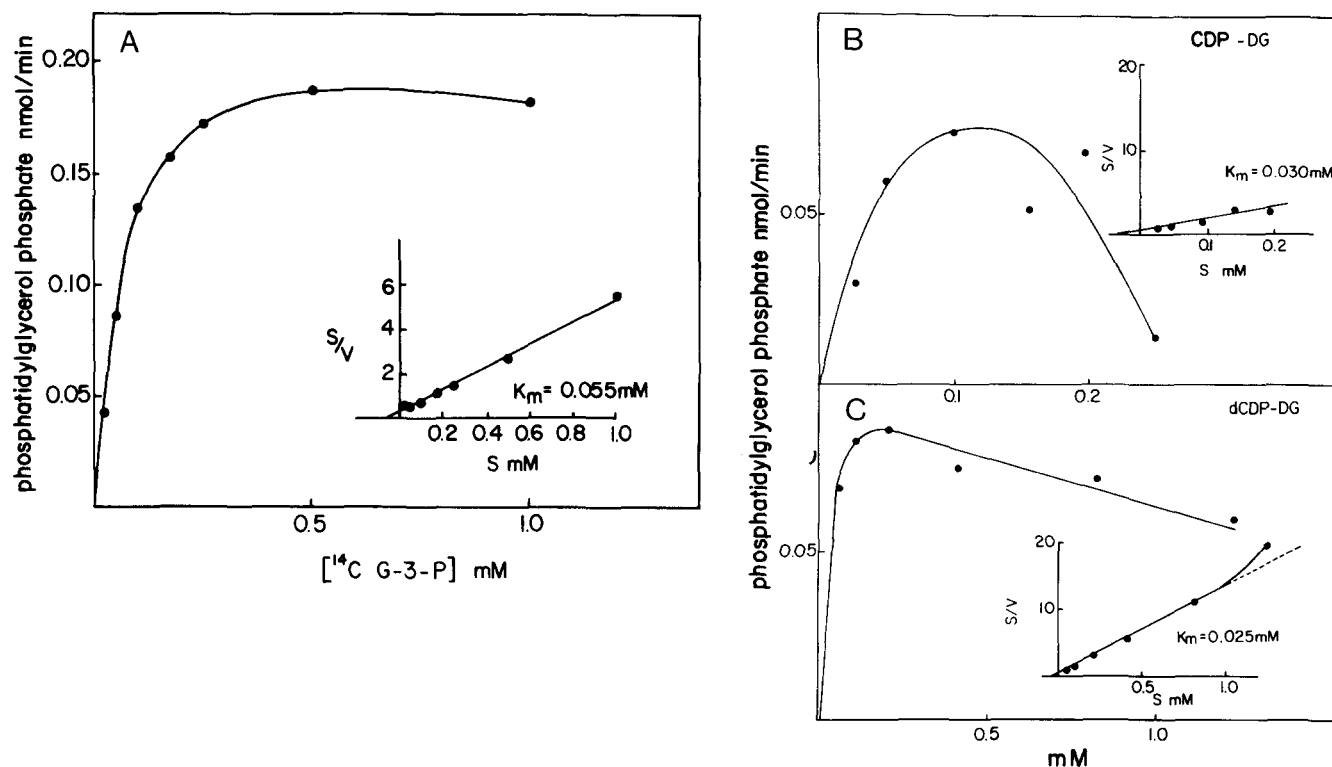 A
phosphatidylglycerol phosphate nmol/min
0.20
0.15
0.10
0.05
0.5
1.0
[¹⁴C G-3-P] mM
S/V
6
4
2
Km= 0.055mM
0.2 0.4 0.6 0.8 1.0
S mM
phosphatidylglycerol phosphate nmol/min
B
CDP-DG
0.05
0.1
0.2
S/V
20
10
Km= 0.030mM
0.1
0.2
S mM
C
dCDP-DG
0.05
0.5
1.0
mM
S/V
20
10
Km=0.025mM
0.5
1.0
S mM